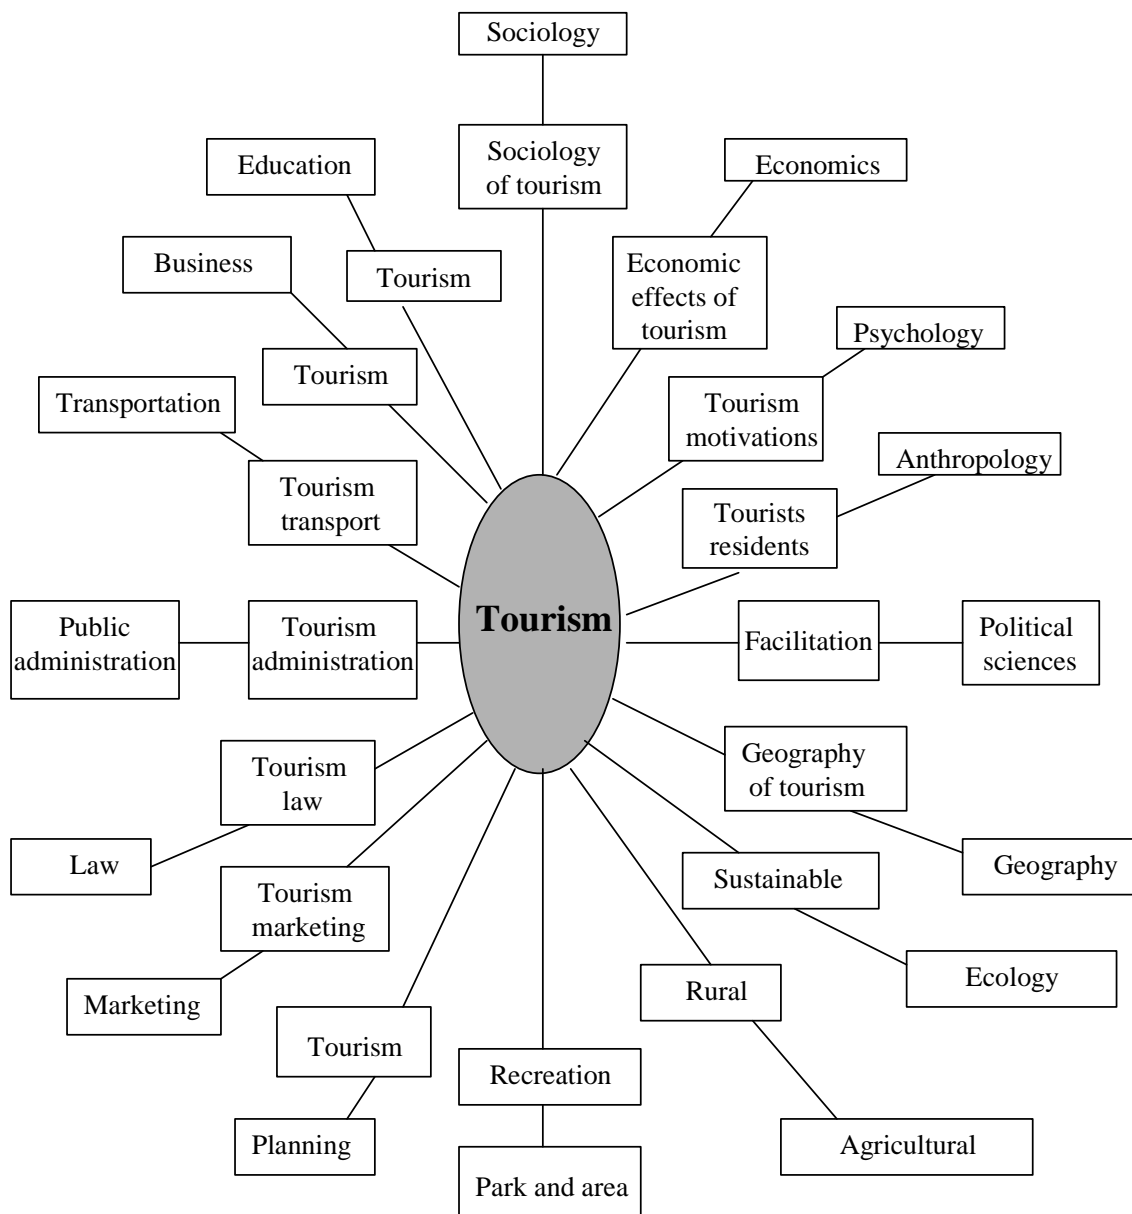 Sociology
Sociology
of tourism
Education
Economics
Business
Tourism
Economic
effects of
tourism
Psychology
Transportation
Tourism
Tourism
motivations
Anthropology
Tourism
transport
Tourists
residents
Tourism
Public
administration
Tourism
administration
Facilitation
Political
sciences
Tourism
law
Geography
of tourism
Law
Tourism
marketing
Sustainable
Geography
Marketing
Rural
Ecology
Tourism
Recreation
Planning
Park and area
Agricultural